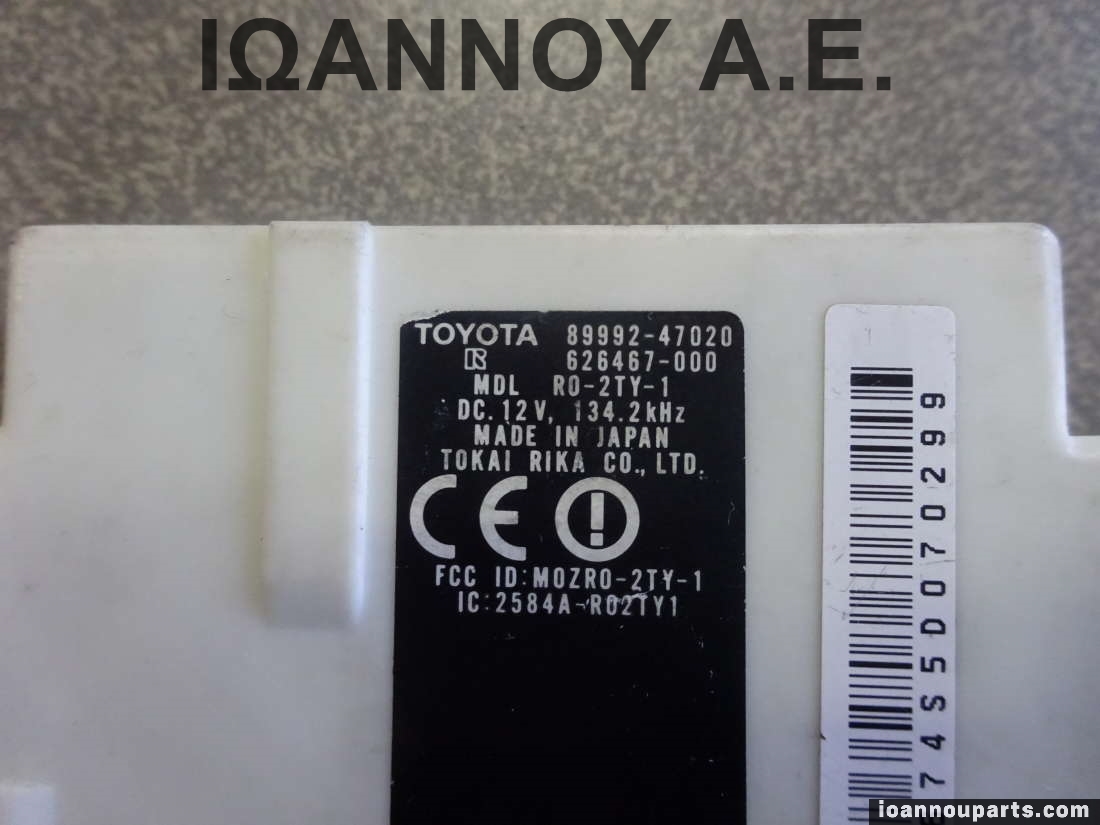 ΙΩΑΝΝΟΥ Α.Ε.
TOYOTA 89992-47020
R 626467-000
MDL RO-2TY-1
DC.12V, 134.2kHz
MADE IN JAPAN
TOKAI RIKA CO.,LTD.
CE
FCC ID:MOZRO-2TY-1
IC:2584A-RO2TY1
74S5D070299
ioannouparts.com